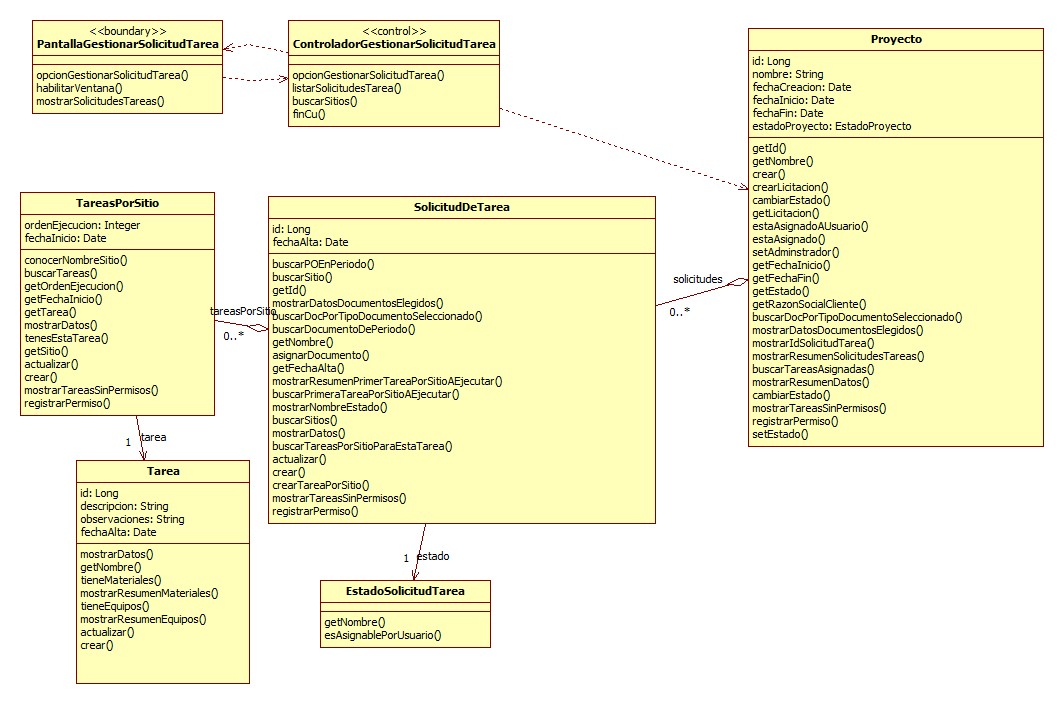 <<boundary>>
PantallaGestionarSolicitudTarea
opcionGestionarSolicitudTarea()
habilitarVentana()
mostrarSolicitudesTareas()
<<control>>
ControladorGestionarSolicitudTarea
opcionGestionarSolicitudTarea()
listarSolicitudesTarea()
buscarSitios()
finCu()
Proyecto
id: Long
nombre: String
fechaCreacion: Date
fechaInicio: Date
fechaFin: Date
estadoProyecto: EstadoProyecto
getId()
getNombre()
crear()
crearLicitacion()
cambiarEstado()
getLicitacion()
estaAsignadoAUsuario()
estaAsignado()
setAdminstrador()
getFechaInicio()
getFechaFin()
getEstado()
getRazonSocialCliente()
buscarDocPorTipoDocumentoSeleccionado()
mostrarDatosDocumentosElegidos()
mostrarIdSolicitudTarea()
mostrarResumenSolicitudesTareas()
buscarTareasAsignadas()
mostrarResumenDatos()
cambiarEstado()
mostrarTareasSinPermisos()
registrarPermiso()
setEstado()
TareasPorSitio
ordenEjecucion: Integer
fechaInicio: Date
conocerNombreSitio()
buscarTareas()
getOrdenEjecucion()
getFechaInicio()
getTarea()
mostrarDatos()
tenesEstaTarea()
getSitio()
actualizar()
crear()
mostrarTareasSinPermisos()
registrarPermiso()
tareasPorSitio
0..*
SolicitudDeTarea
id: Long
fechaAlta: Date
buscarPOEnPeriodo()
buscarSitio()
getId()
mostrarDatosDocumentosElegidos()
buscarDocPorTipoDocumentoSeleccionado()
buscarDocumentoDePeriodo()
getNombre()
asignarDocumento()
getFechaAlta()
mostrarResumenPrimerTareaPorSitioAEjecutar()
buscarPrimeraTareaPorSitioAEjecutar()
mostrarNombreEstado()
buscarSitios()
mostrarDatos()
buscarTareasPorSitioParaEstaTarea()
actualizar()
crear()
crearTareaPorSitio()
mostrarTareasSinPermisos()
registrarPermiso()
solicitudes
0..*
1 tarea
Tarea
id: Long
descripcion: String
observaciones: String
fechaAlta: Date
mostrarDatos()
getNombre()
tieneMateriales()
mostrarResumenMateriales()
tieneEquipos()
mostrarResumenEquipos()
actualizar()
crear()
1 estado
EstadoSolicitudTarea
getNombre()
esAsignablePorUsuario()